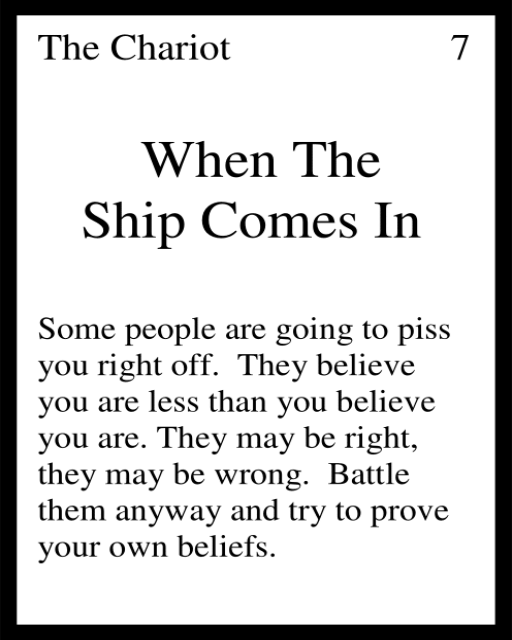 The Chariot 7
When The
Ship Comes In
Some people are going to piss
you right off.  They believe
you are less than you believe
you are. They may be right,
they may be wrong.  Battle
them anyway and try to prove
your own beliefs.